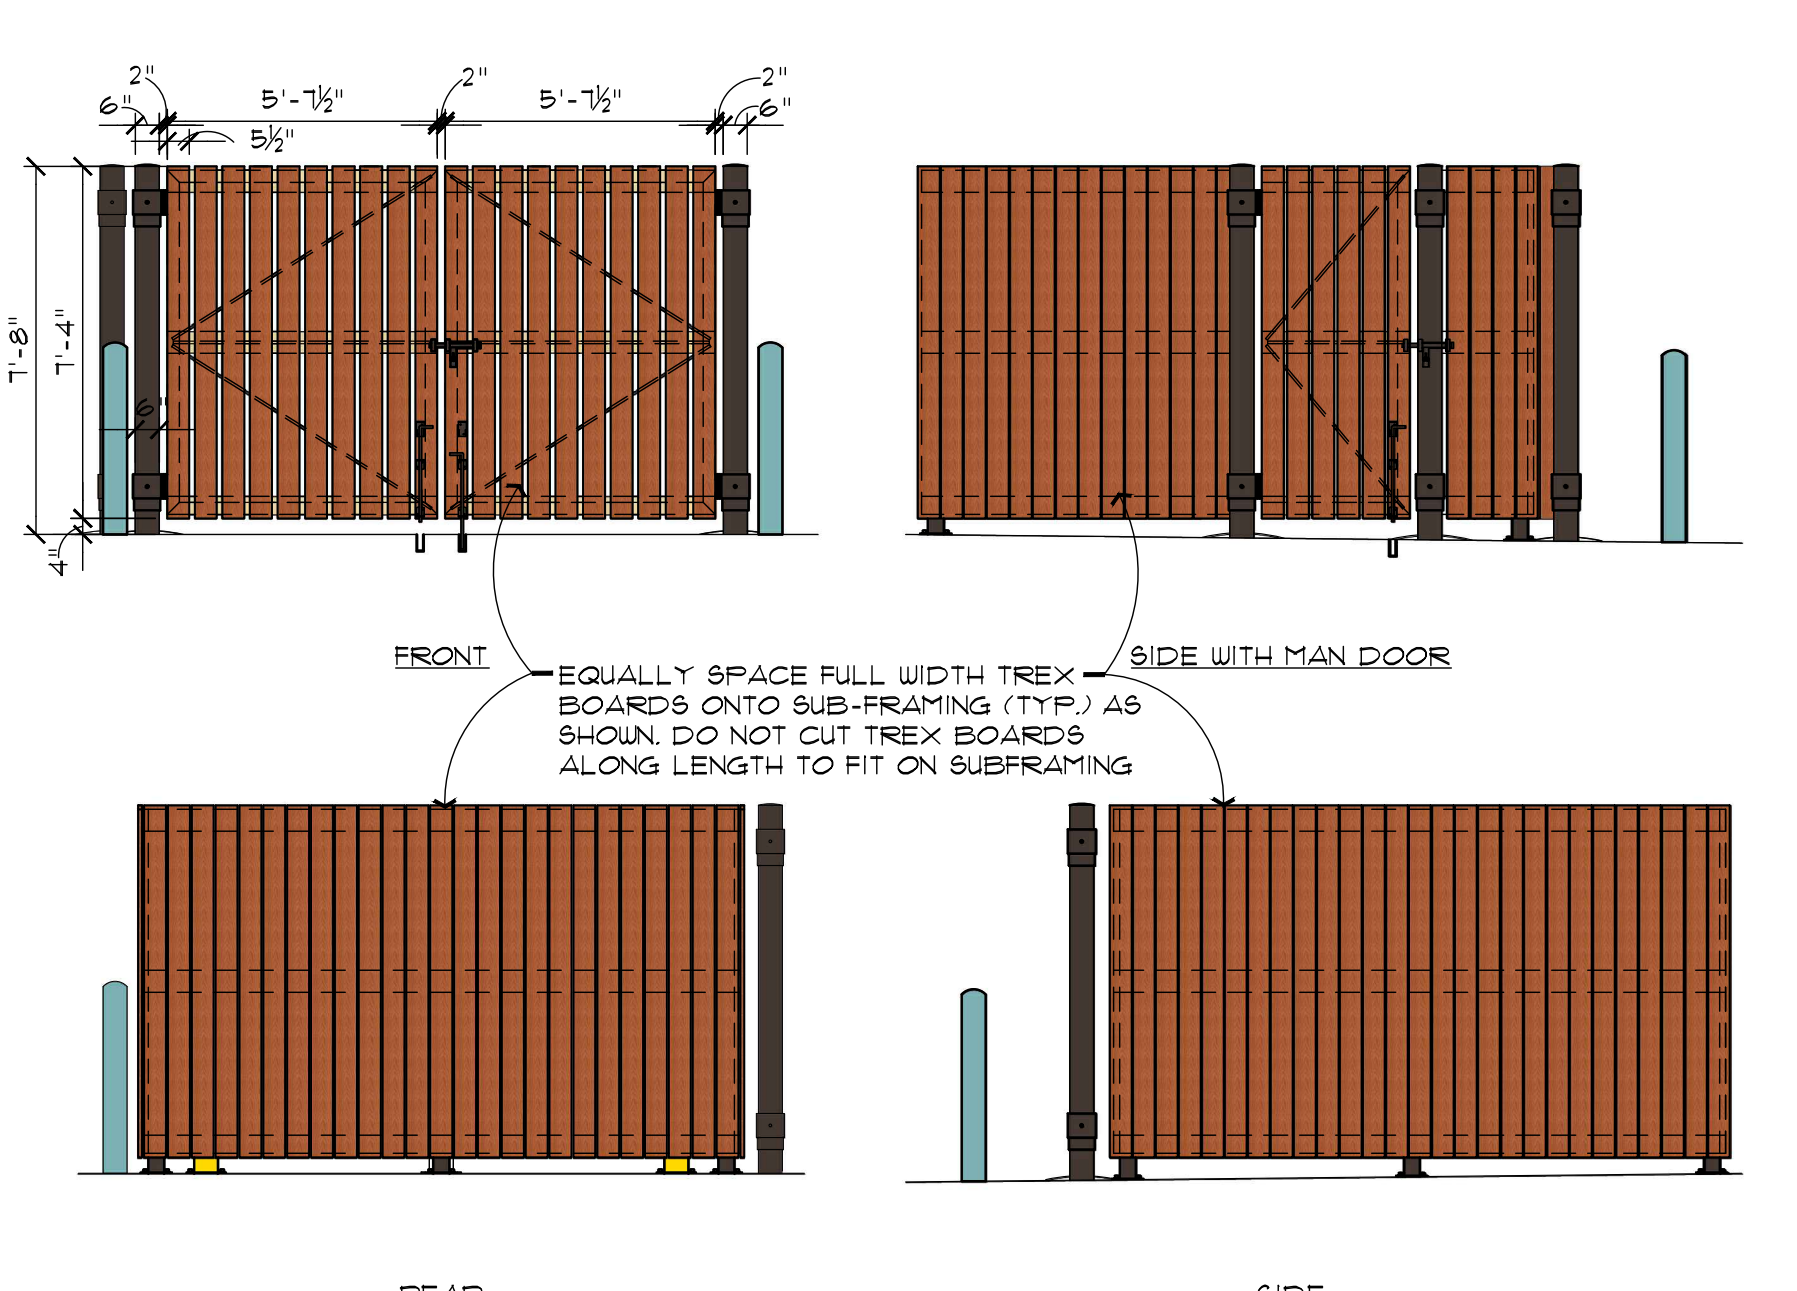 2"
2"
2"
6"
5'-7½"
5'-7½"
6"
5½"
7'-8"
7'-4"
6"
4"
FRONT
SIDE WITH MAN DOOR
EQUALLY SPACE FULL WIDTH TREX
BOARDS ONTO SUB-FRAMING (TYP.) AS
SHOWN. DO NOT CUT TREX BOARDS
ALONG LENGTH TO FIT ON SUBFRAMING
REAR
SIDE